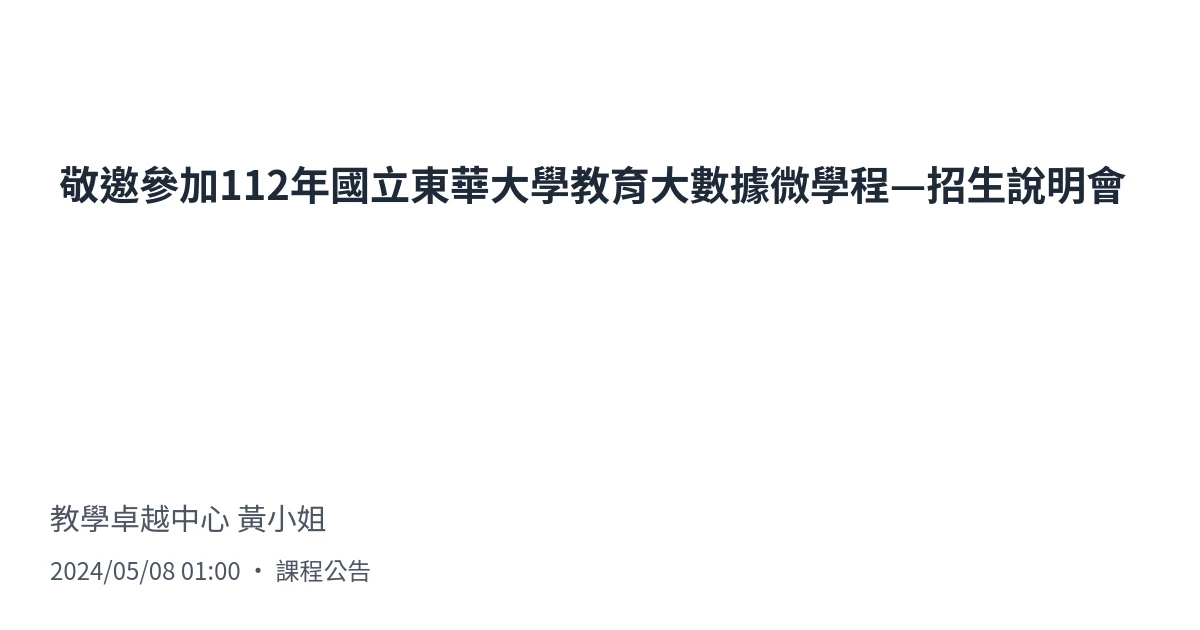 敬邀參加112年國立東華大學教育大數據微學程—招生說明會
教學卓越中心 黃小姐
2024/05/08 01:00 • 課程公告